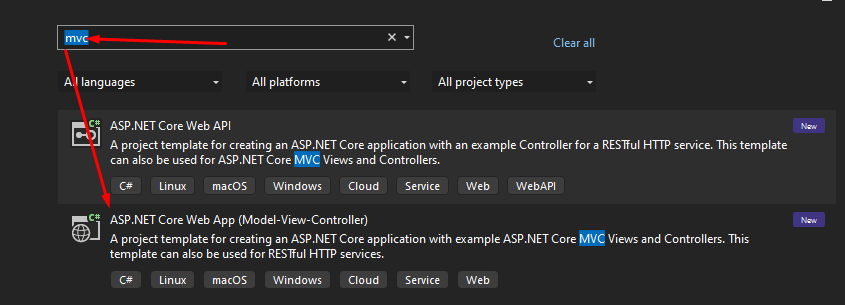 mvc
Clear all
All languages
All platforms
All project types
C#
ASP.NET Core Web API
New
A project template for creating an ASP.NET Core application with an example Controller for a RESTful HTTP service. This template
can also be used for ASP.NET Core MVC Views and Controllers.
C# Linux macOS Windows Cloud Service Web WebAPI
C#
ASP.NET Core Web App (Model-View-Controller)
New
A project template for creating an ASP.NET Core application with example ASP.NET Core MVC Views and Controllers. This
template can also be used for RESTful HTTP services.
C# Linux macOS Windows Cloud Service Web